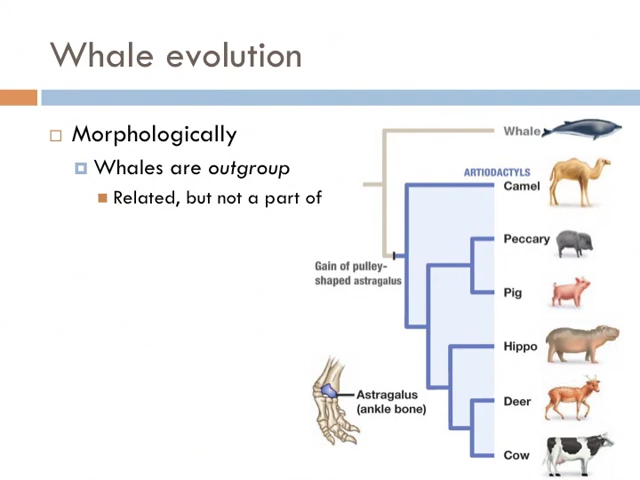 Whale evolution
Morphologically
Whales are outgroup
Related, but not a part of
Whale
ARTIODACTYLS
Camel
Peccary
Gain of pulley-
shaped astragalus
Pig
Hippo
Astragalus
(ankle bone)
Deer
Cow